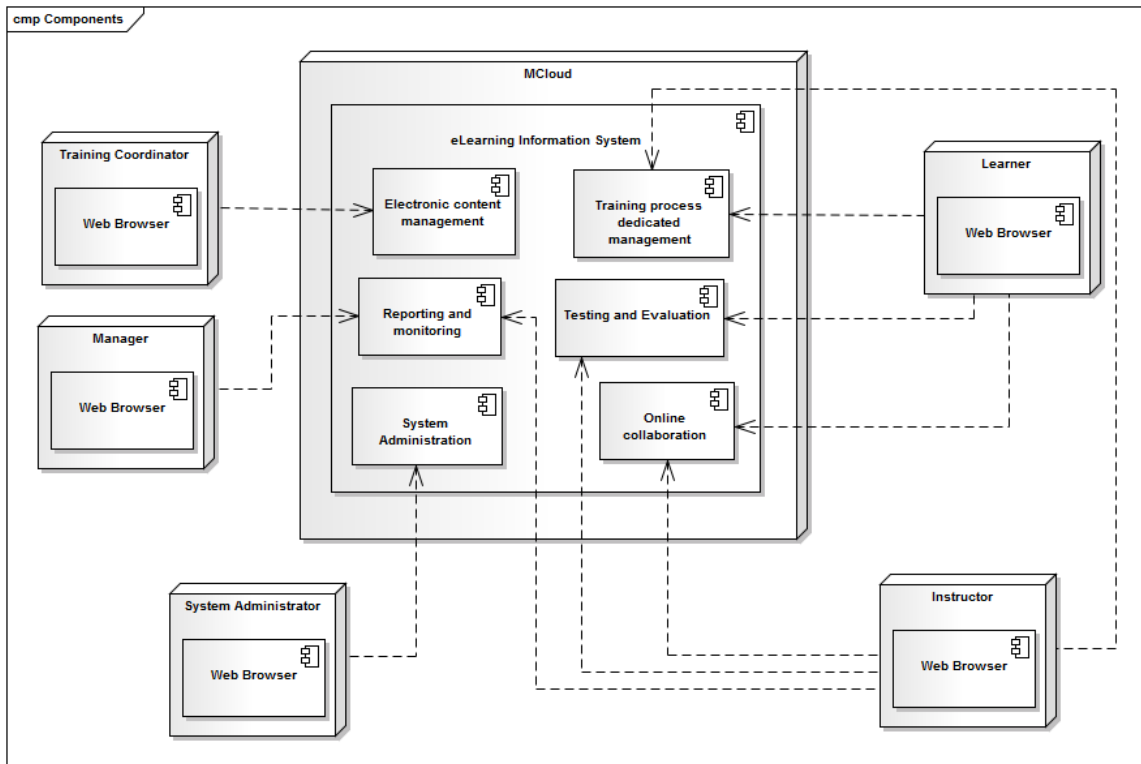 cmp Components
MCloud
eLearning Information System
Training Coordinator
Web Browser
Electronic content
management
Training process
dedicated
management
Learner
Web Browser
Manager
Web Browser
Reporting and
monitoring
Testing and Evaluation
System
Administration
Online
collaboration
System Administrator
Web Browser
Instructor
Web Browser